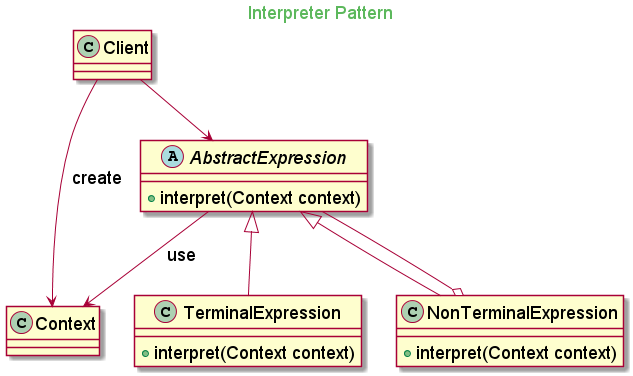 Interpreter Pattern
C Client
create
A AbstractExpression
interpret(Context context)
use
C Context
C TerminalExpression
interpret(Context context)
C NonTerminalExpression
interpret(Context context)